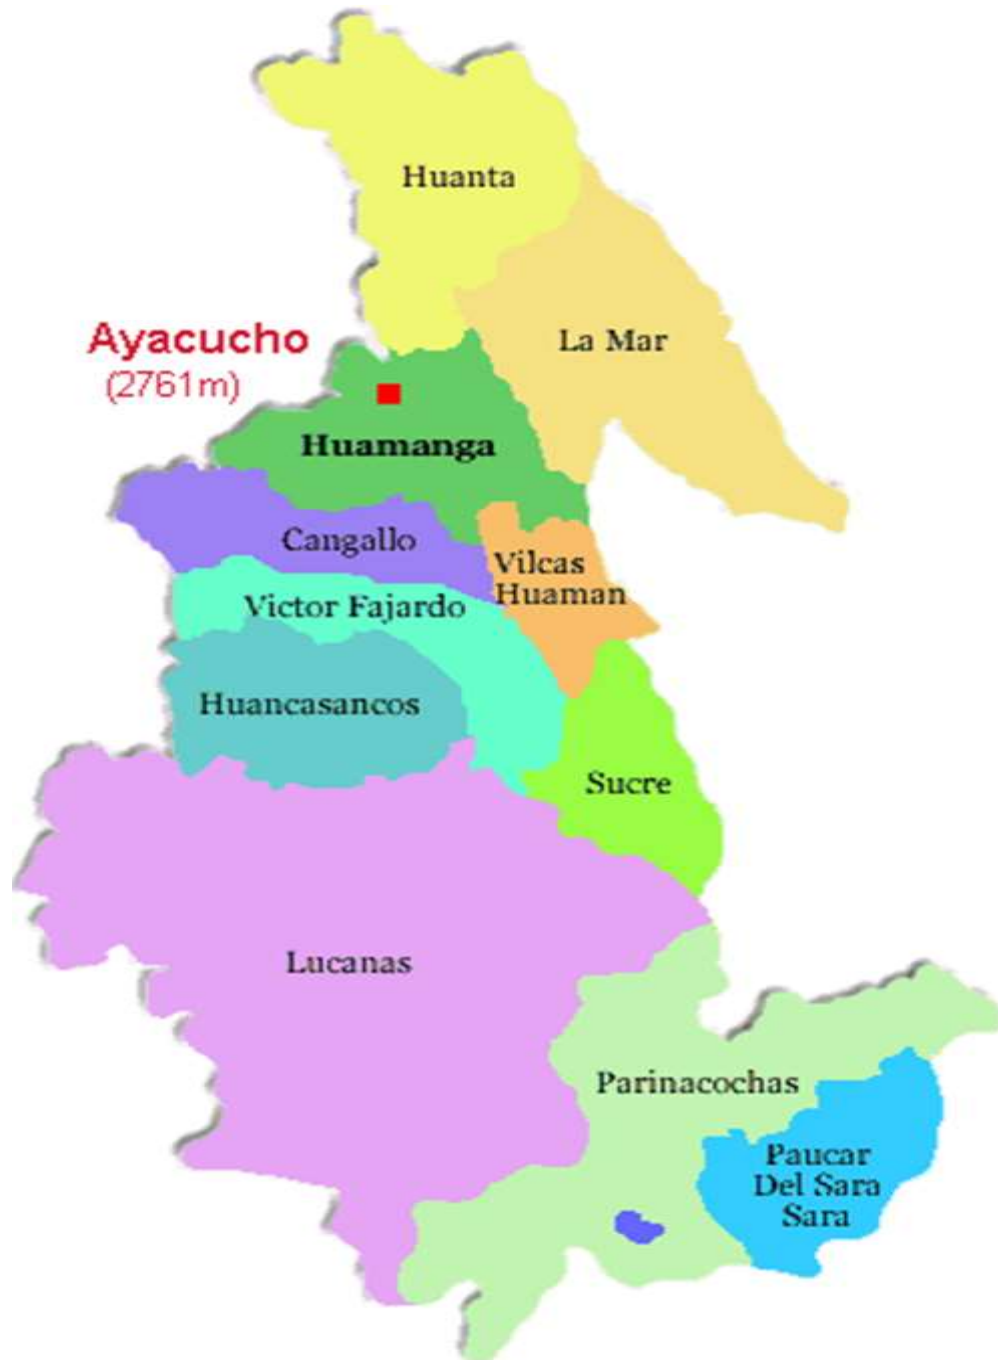 Huanta
La Mar
Ayacucho
(2761m)
Huamanga
Cangallo
Vilcas
Huaman
Victor Fajardo
Huancasancos
Sucre
Lucanas
Parinacochas
Paucar
Del Sara
Sara